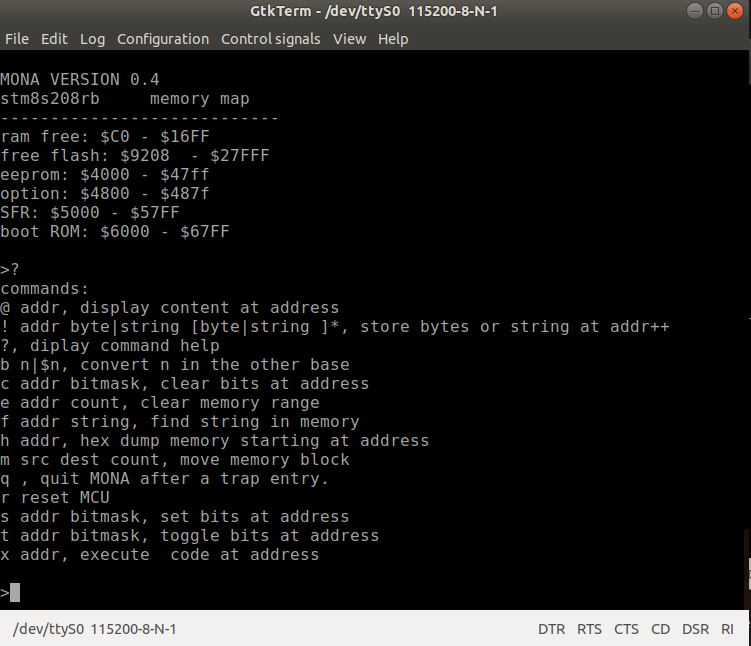 GtkTerm - /dev/ttyS0 115200-8-N-1
File Edit Log Configuration Control signals View Help
MONA VERSION 0.4
stm8s208rb     memory map
----------------------------
ram free: $C0 - $16FF
free flash: $9208  - $27FFF
eeprom: $4000 - $47ff
option: $4800 - $487f
SFR: $5000 - $57FF
boot ROM: $6000 - $67FF
>?
commands:
@ addr, display content at address
! addr byte|string [byte|string ]*, store bytes or string at addr++
?, diplay command help
b n|$n, convert n in the other base
c addr bitmask, clear bits at address
e addr count, clear memory range
f addr string, find string in memory
h addr, hex dump memory starting at address
m src dest count, move memory block
q , quit MONA after a trap entry.
r reset MCU
s addr bitmask, set bits at address
t addr bitmask, toggle bits at address
x addr, execute  code at address
>
/dev/ttyS0 115200-8-N-1 DTR RTS CTS CD DSR RI